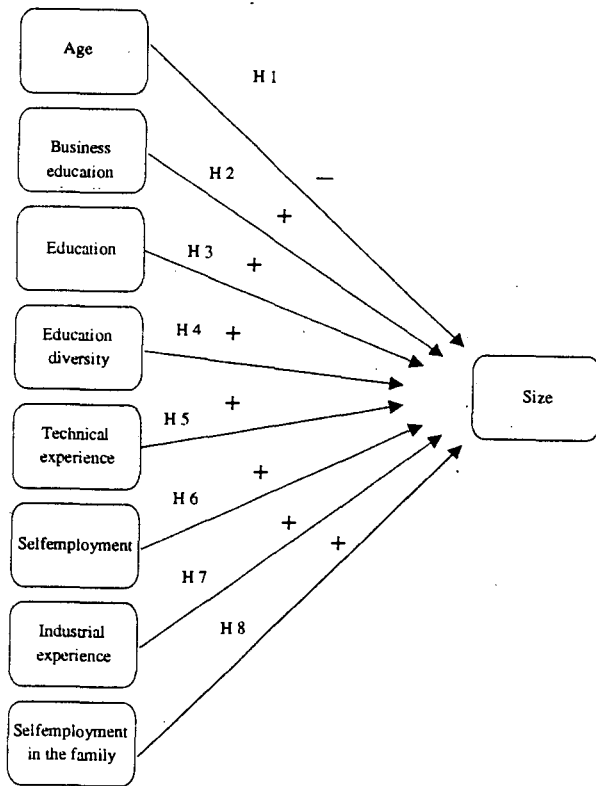 Age
H 1
−
Business
education
H 2
+
Education
H 3
+
Education
diversity
H 4
+
Size
Technical
experience
H 5
+
Selfemployment
H 6
+
Industrial
experience
H 7
+
Selfemployment
in the family
H 8
+